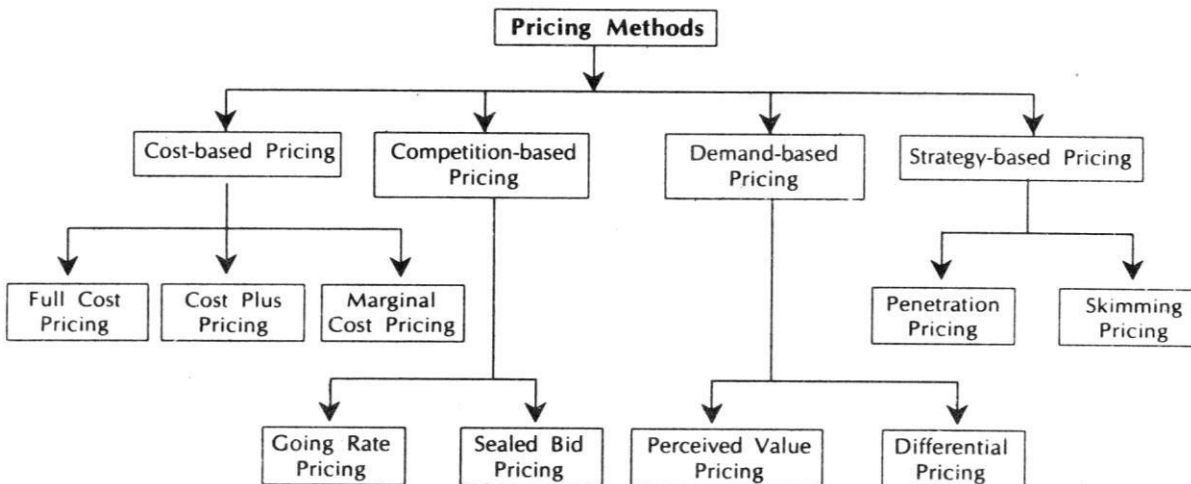 Pricing Methods
Cost-based Pricing
Competition-based
Pricing
Demand-based
Pricing
Strategy-based Pricing
Full Cost
Pricing
Cost Plus
Pricing
Marginal
Cost Pricing
Penetration
Pricing
Skimming
Pricing
Going Rate
Pricing
Sealed Bid
Pricing
Perceived Value
Pricing
Differential
Pricing